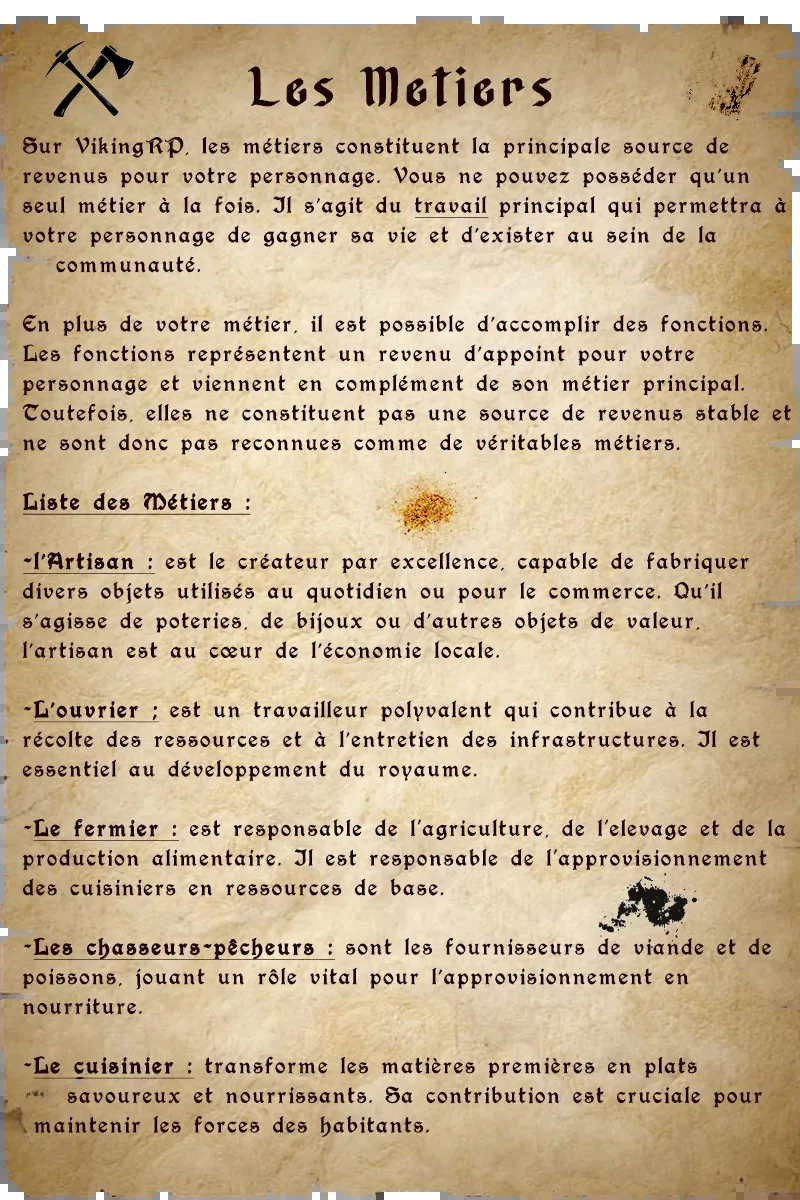 Les Metiers
Sur VikingRP, les métiers constituent la principale source de
revenus pour votre personnage. Vous ne pouvez posséder qu'un
seul métier à la fois. Il s'agit du travail principal qui permettra à
votre personnage de gagner sa vie et d'exister au sein de la
communauté.
En plus de votre métier, il est possible d'accomplir des fonctions.
Les fonctions représentent un revenu d'appoint pour votre
personnage et viennent en complément de son métier principal.
Toutefois, elles ne constituent pas une source de revenus stable et
ne sont donc pas reconnues comme de véritables métiers.
Liste des Métiers :
-l'Artisan : est le créateur par excellence, capable de fabriquer
divers objets utilisés au quotidien ou pour le commerce. Qu'il
s'agisse de poteries, de bijoux ou d'autres objets de valeur,
l'artisan est au cœur de l'économie locale.
-L'ouvrier : est un travailleur polyvalent qui contribue à la
récolte des ressources et à l'entretien des infrastructures. Il est
essentiel au développement du royaume.
-Le fermier : est responsable de l'agriculture, de l'elevage et de la
production alimentaire. Il est responsable de l'approvisionnement
des cuisiniers en ressources de base.
-Les chasseurs-pêcheurs : sont les fournisseurs de viande et de
poissons, jouant un rôle vital pour l'approvisionnement en
nourriture.
-Le cuisinier : transforme les matières premières en plats
savoureux et nourrissants. Sa contribution est cruciale pour
maintenir les forces des habitants.